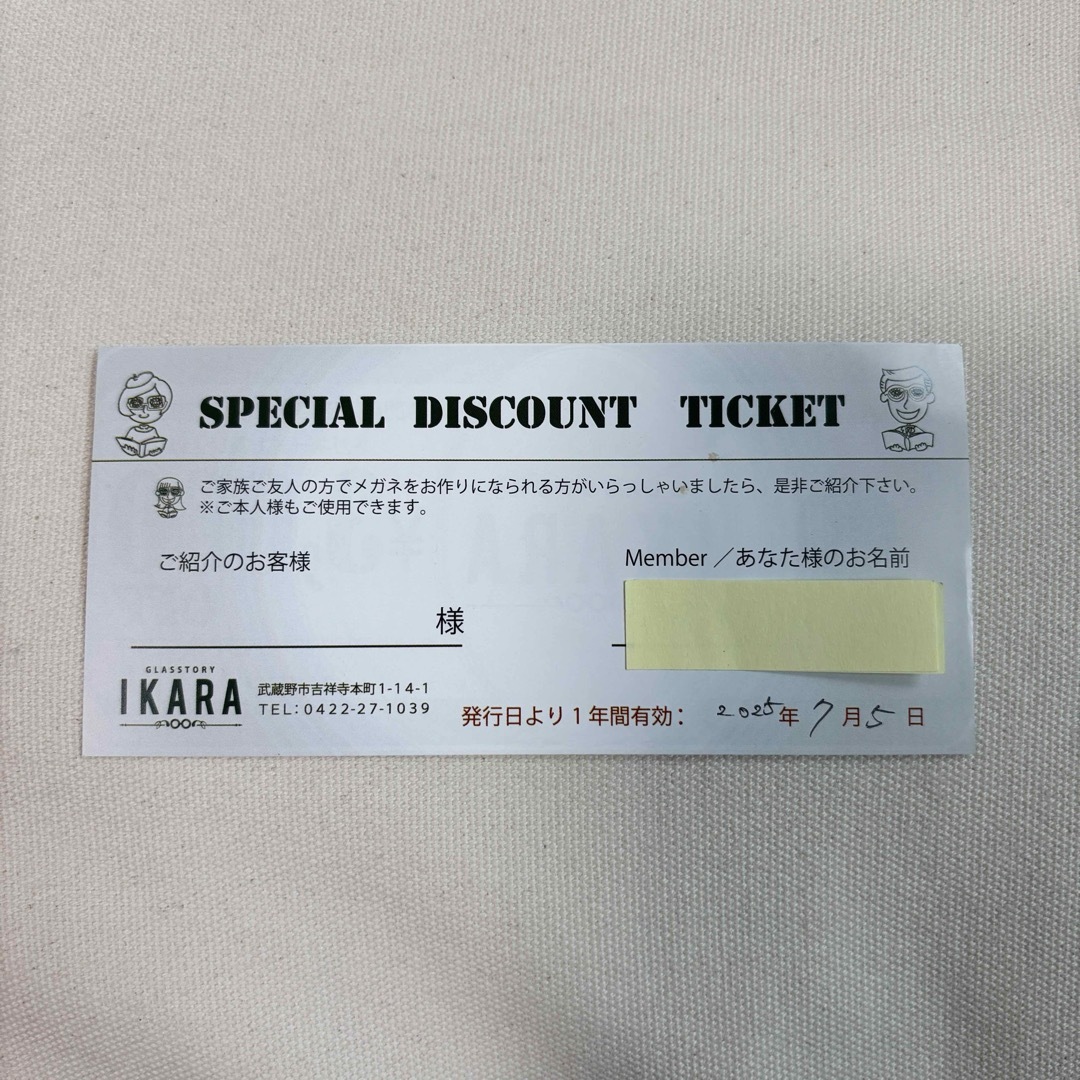 SPECIAL DISCOUNT TICKET
ご家族ご友人の方でメガネをお作りになられる方がいらっしゃいましたら、是非ご紹介下さい。
※ご本人様もご使用できます。
ご紹介のお客様
様
Member／あなた様のお名前
GLASSTORY
IKARA
武蔵野市吉祥寺本町1-14-1
TEL：0422-27-1039
発行日より1年間有効： 2025年 7月5日